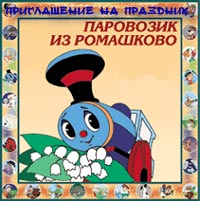 ПРИГЛАШЕНИЕ НА ПРАЗДНИК
ПАРОВОЗИК
ИЗ РОМАШКОВО